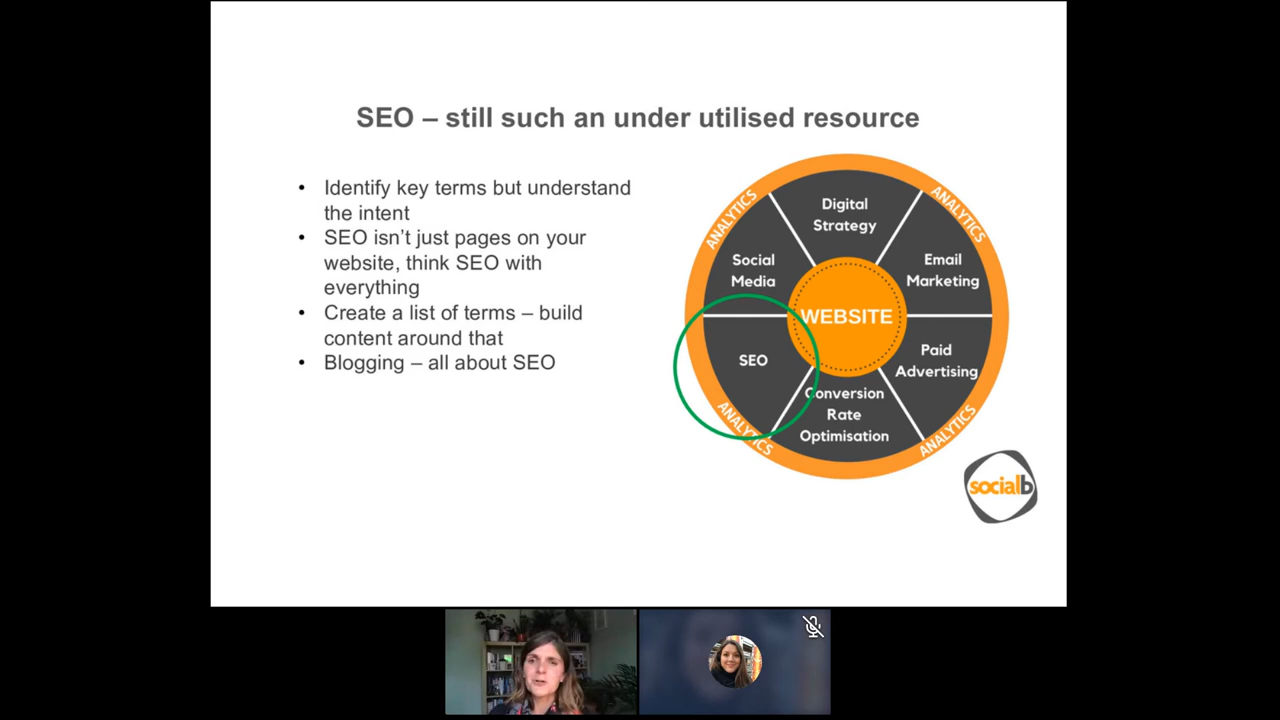 SEO – still such an under utilised resource
• Identify key terms but understand
the intent
• SEO isn’t just pages on your
website, think SEO with
everything
• Create a list of terms – build
content around that
• Blogging – all about SEO
ANALYTICS
ANALYTICS
Digital
Strategy
Social
Media
Email
Marketing
WEBSITE
SEO
Paid
Advertising
Conversion
Rate
Optimisation
ANALYTICS
ANALYTICS
socialb